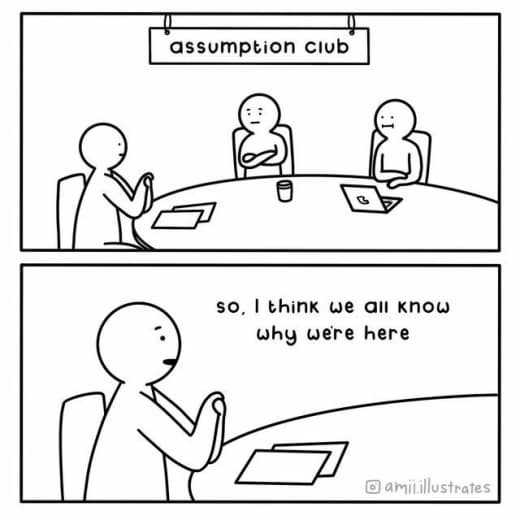 assumption club
so, I think we all know
why we're here
amii.illustrates